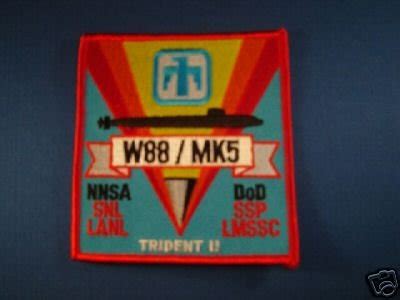 W88 / MK5
NNSA
SNL
LANL
DoD
SSP
LMSSC
TRIDENT II